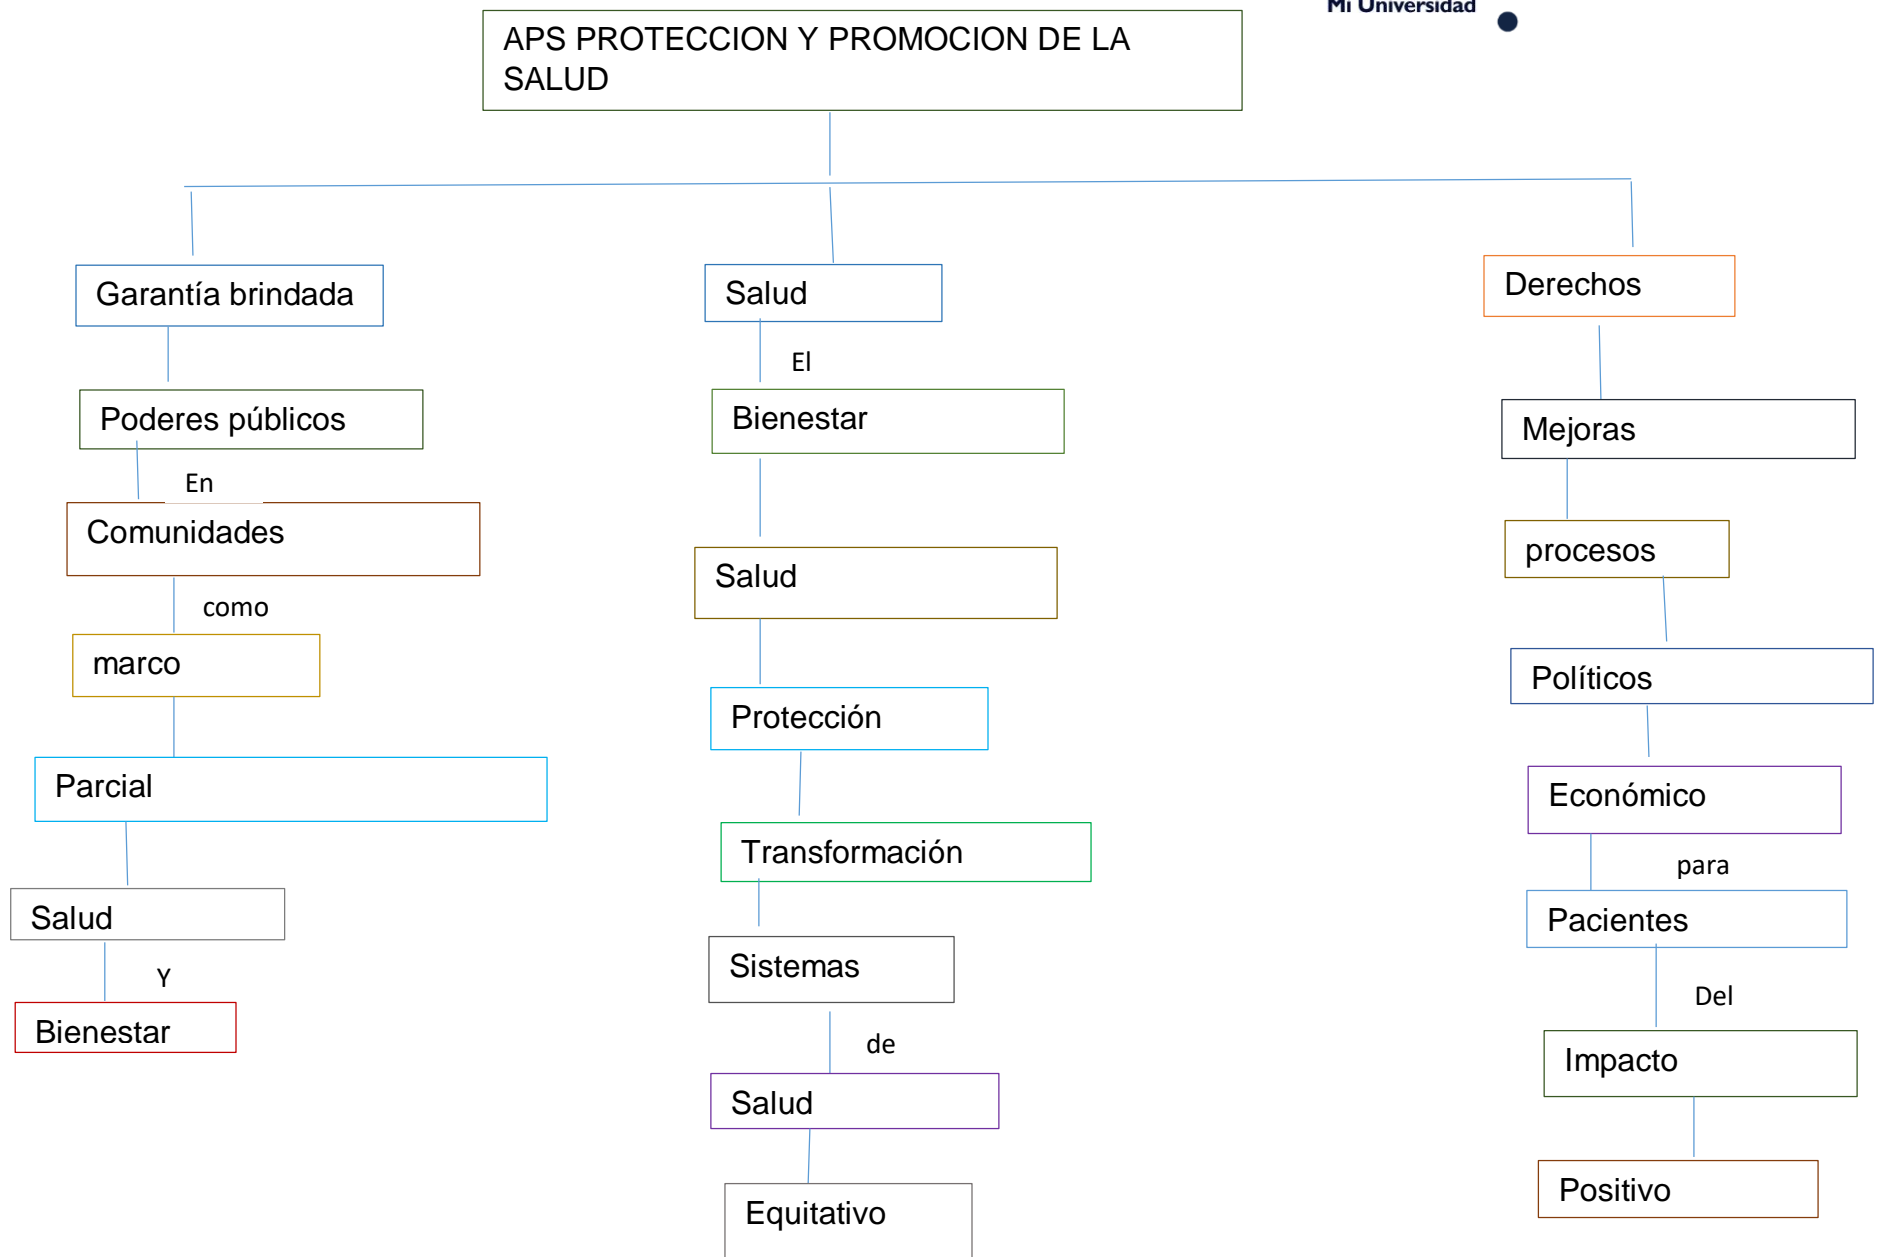 Mi Universidad
APS PROTECCION Y PROMOCION DE LA
SALUD
Garantía brindada
Poderes públicos
En
Comunidades
como
marco
Parcial
Salud
Y
Bienestar
Salud
El
Bienestar
Salud
Protección
Transformación
Sistemas
de
Salud
Equitativo
Derechos
Mejoras
procesos
Políticos
Económico
para
Pacientes
Del
Impacto
Positivo